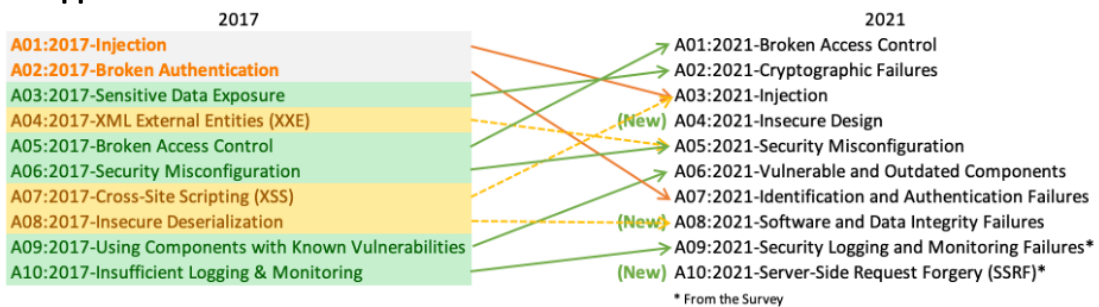 2017
2021
A01:2017-Injection
A02:2017-Broken Authentication
A03:2017-Sensitive Data Exposure
A04:2017-XML External Entities (XXE)
A05:2017-Broken Access Control
A06:2017-Security Misconfiguration
A07:2017-Cross-Site Scripting (XSS)
A08:2017-Insecure Deserialization
A09:2017-Using Components with Known Vulnerabilities
A10:2017-Insufficient Logging & Monitoring
A01:2021-Broken Access Control
A02:2021-Cryptographic Failures
A03:2021-Injection
(New) A04:2021-Insecure Design
A05:2021-Security Misconfiguration
A06:2021-Vulnerable and Outdated Components
A07:2021-Identification and Authentication Failures
(New) A08:2021-Software and Data Integrity Failures
A09:2021-Security Logging and Monitoring Failures*
(New) A10:2021-Server-Side Request Forgery (SSRF)*
* From the Survey